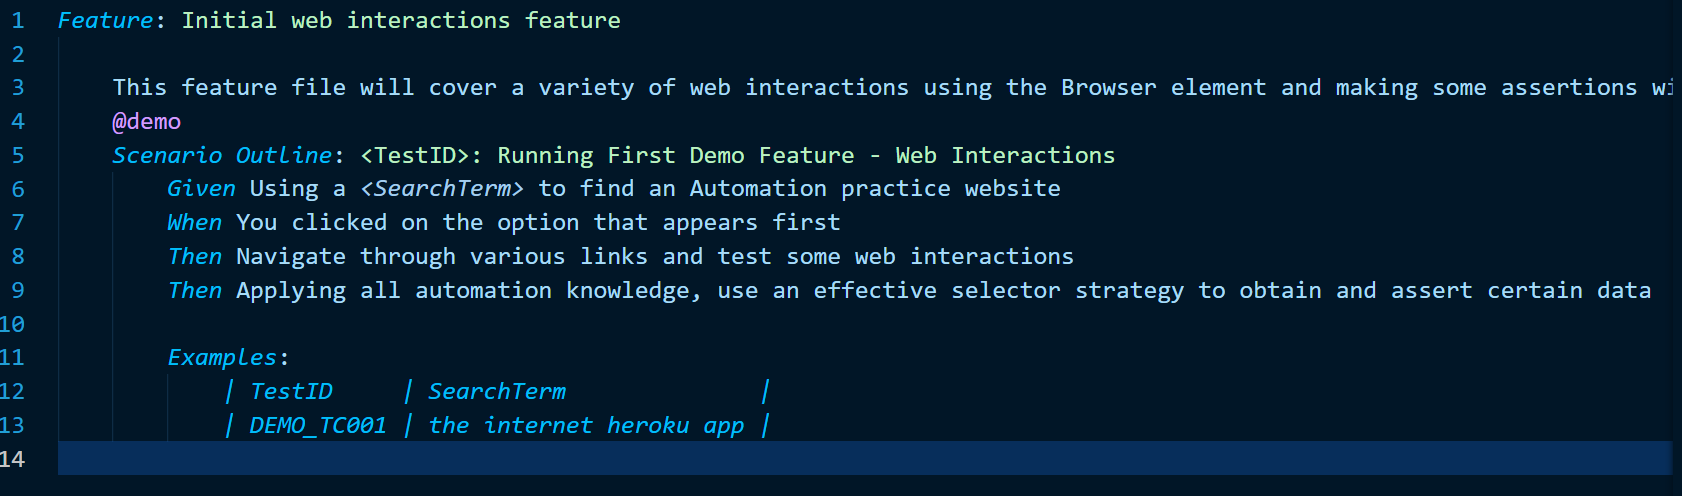 1 Feature: Initial web interactions feature
2
3 This feature file will cover a variety of web interactions using the Browser element and making some assertions
4 @demo
5 Scenario Outline: <TestID>: Running First Demo Feature - Web Interactions
6 Given Using a <SearchTerm> to find an Automation practice website
7 When You clicked on the option that appears first
8 Then Navigate through various links and test some web interactions
9 Then Applying all automation knowledge, use an effective selector strategy to obtain and assert certain data
10
11 Examples:
12 | TestID | SearchTerm |
13 | DEMO_TC001 | the internet heroku app |
14